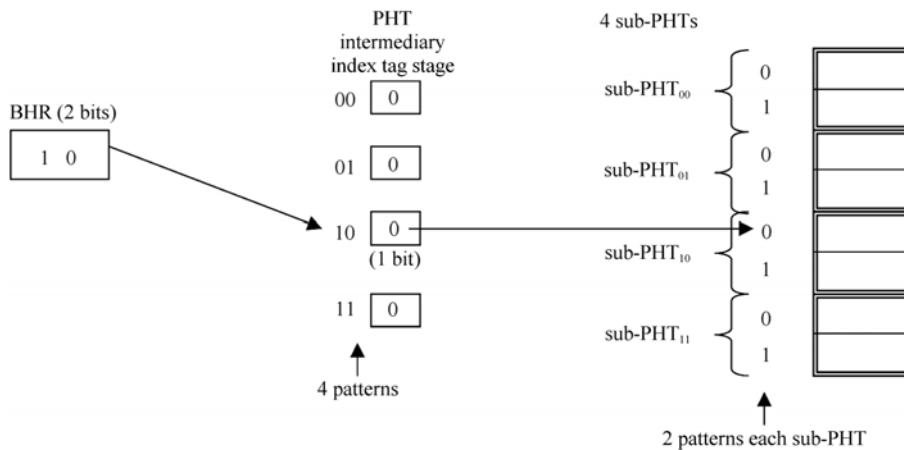 PHT
intermediary
index tag stage
4 sub-PHTs
BHR (2 bits)
1 0
00 0
01 0
10 0
(1 bit)
11 0
4 patterns
sub-PHT₀₀
0
1
sub-PHT₀₁
0
1
sub-PHT₁₀
0
1
sub-PHT₁₁
0
1
2 patterns each sub-PHT